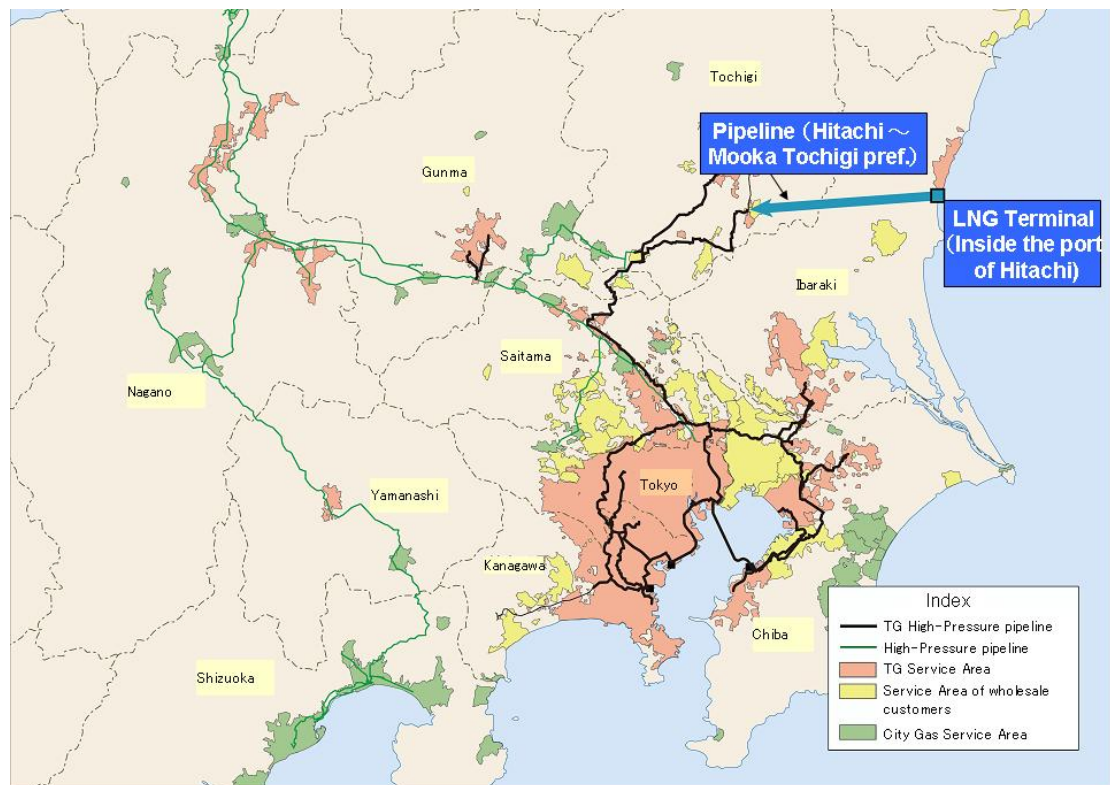 Tochigi
Pipeline (Hitachi ~
Mooka Tochigi pref.)
Gunma
LNG Terminal
(Inside the port
of Hitachi)
Ibaraki
Saitama
Nagano
Tokyo
Yamanashi
Kanagawa
Chiba
Shizuoka
Index
TG High-Pressure pipeline
High-Pressure pipeline
TG Service Area
Service Area of wholesale
customers
City Gas Service Area